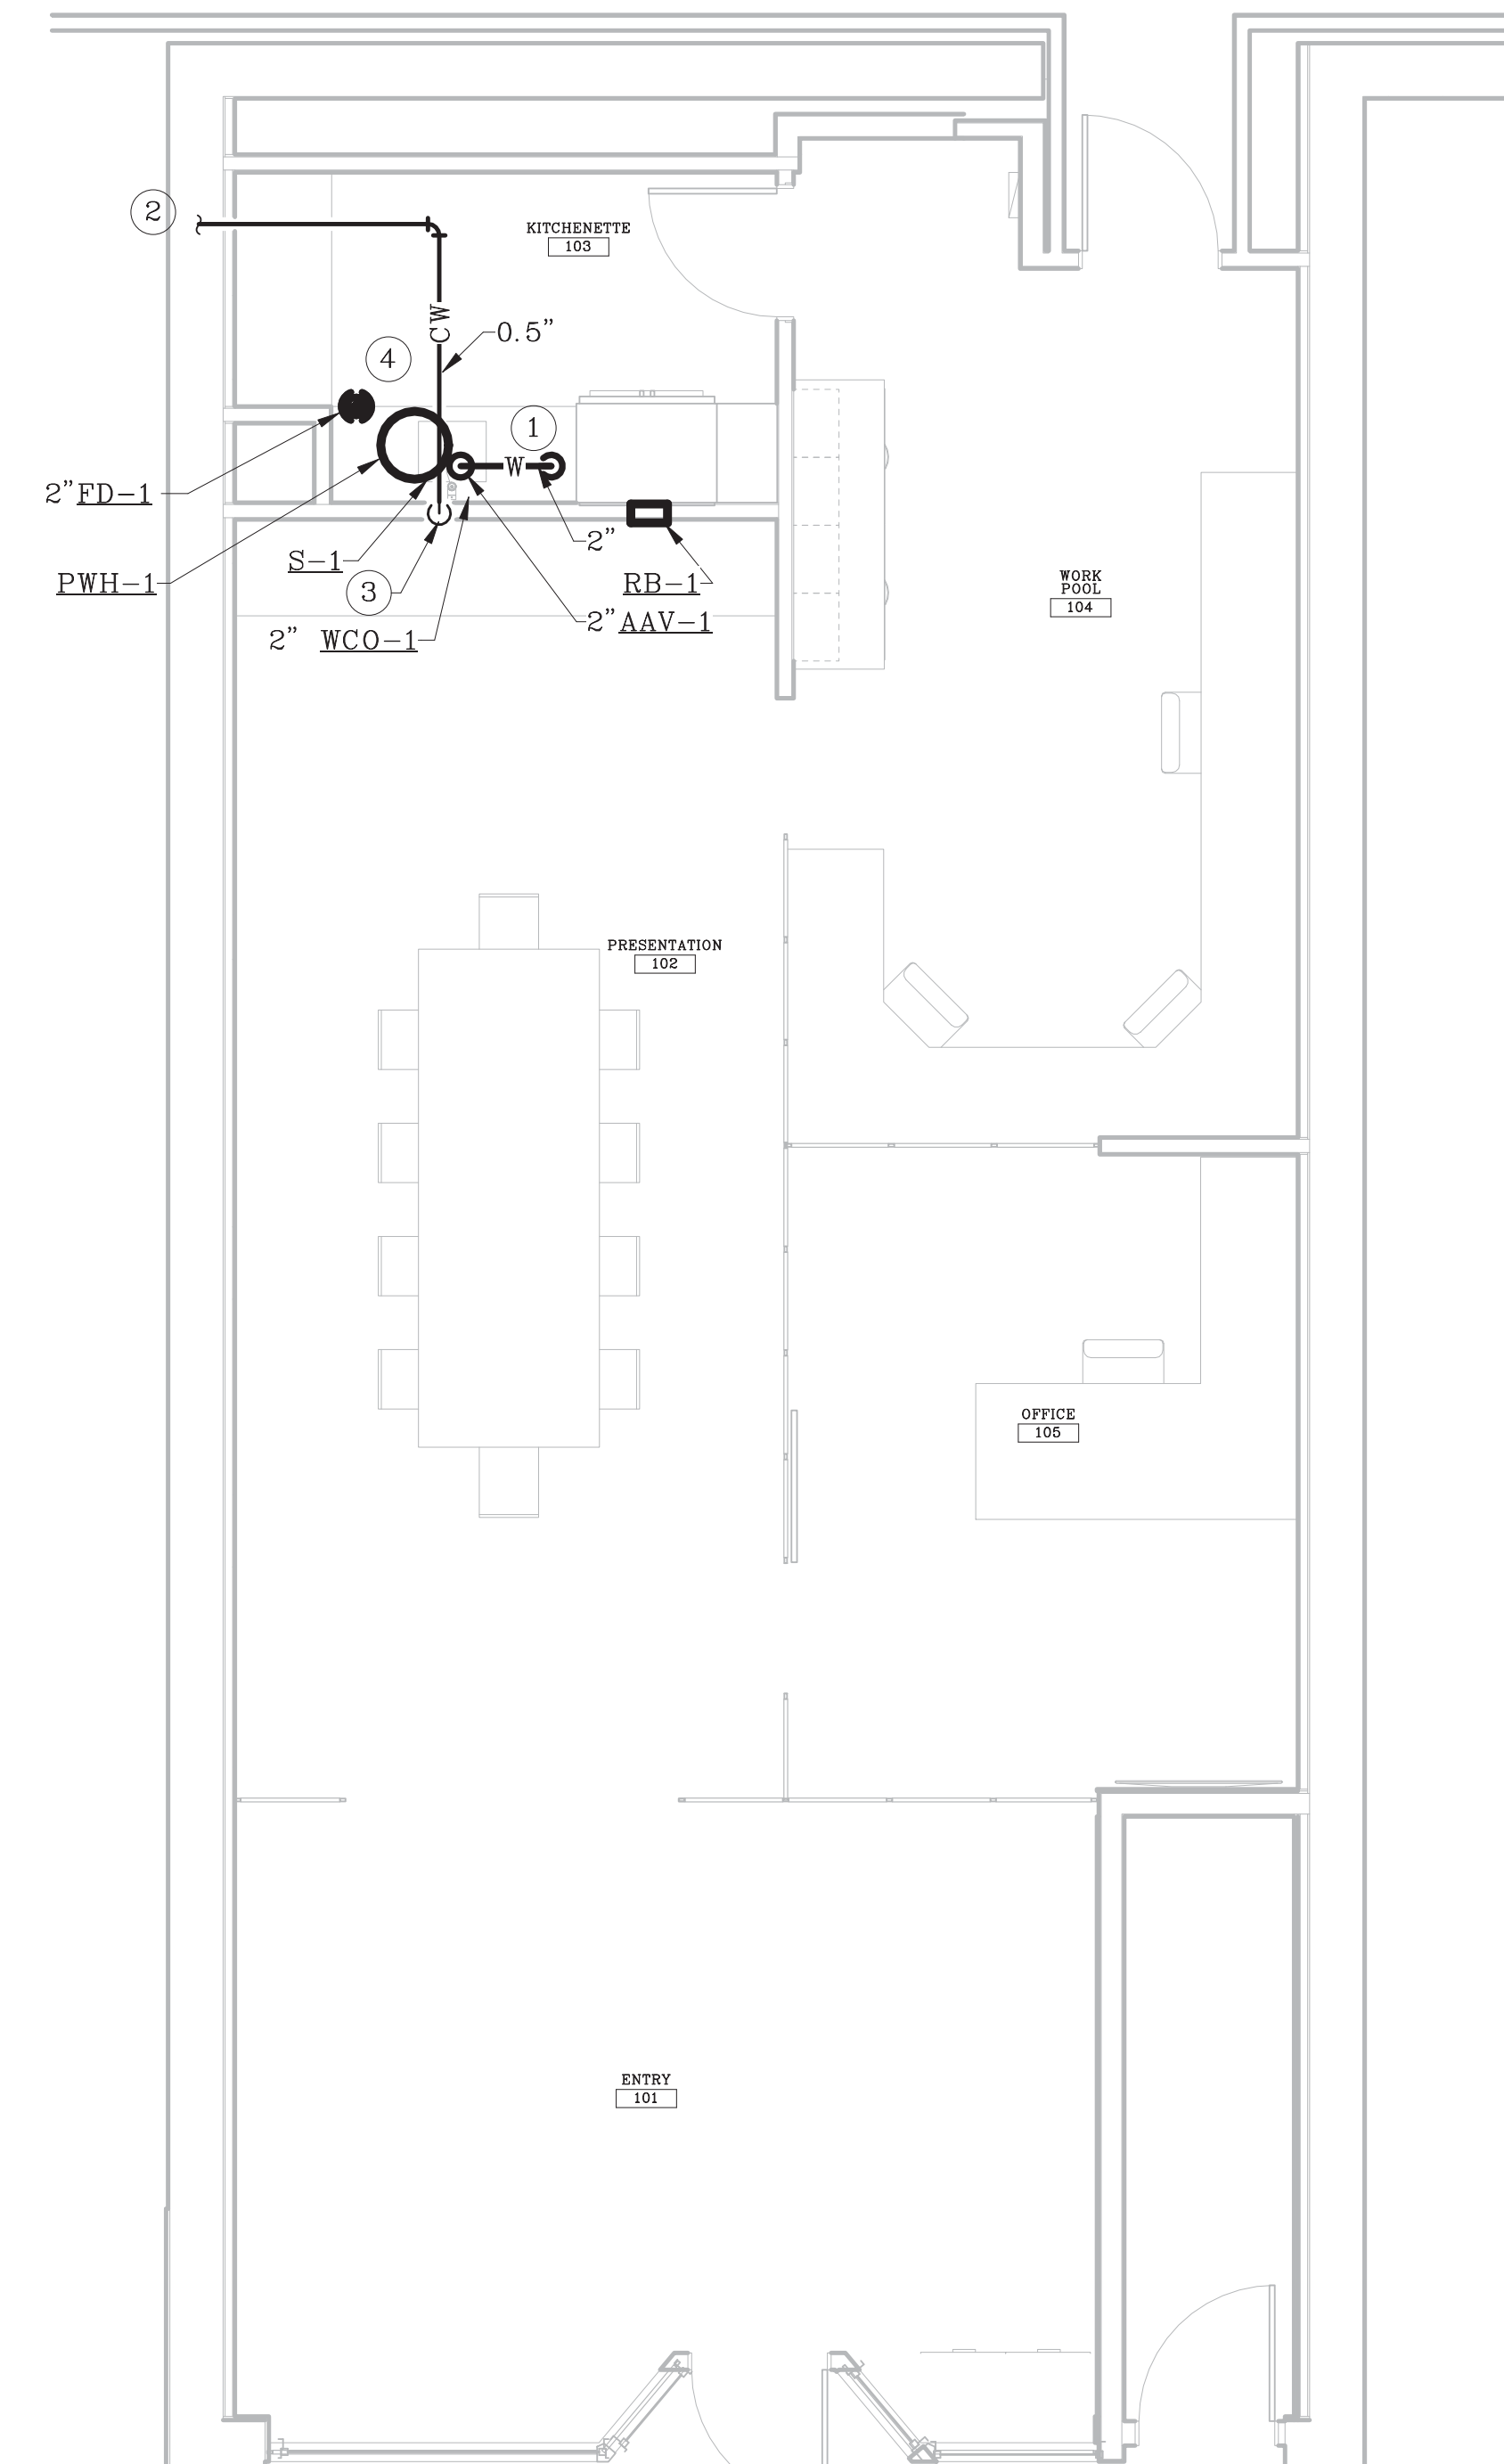 2
KITCHENETTE
103
CW
0.5"
4
1
W
2"FD-1
2"
S-1
PWH-1
3
RB-1
2"AAV-1
2" WCO-1
WORK
POOL
104
PRESENTATION
102
OFFICE
105
ENTRY
101